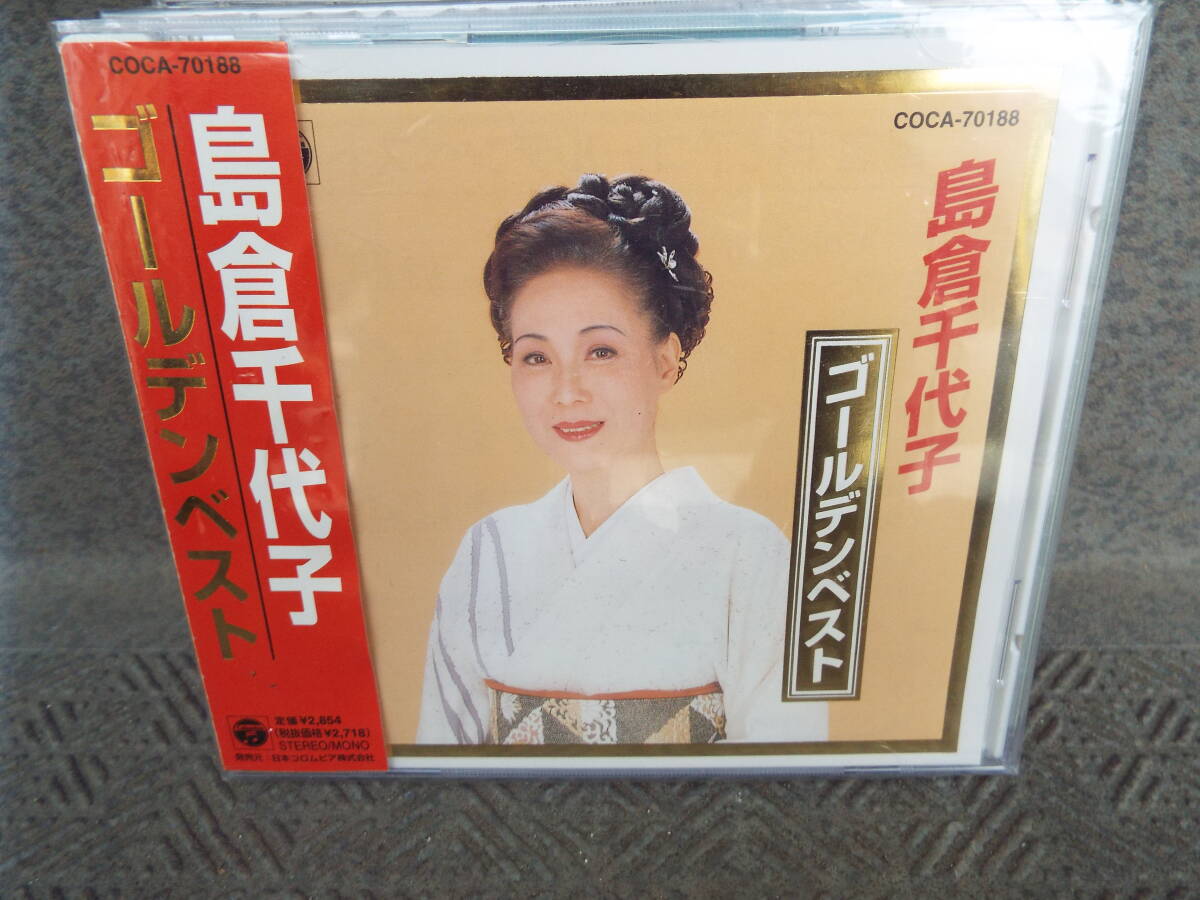 COCA-70188
島倉千代子
ゴールデンベスト
定価¥2,854
(税抜価格¥2,718)
STEREO/MONO
発売元：日本コロムビア株式会社
COCA-70188
島倉千代子
ゴールデンベスト